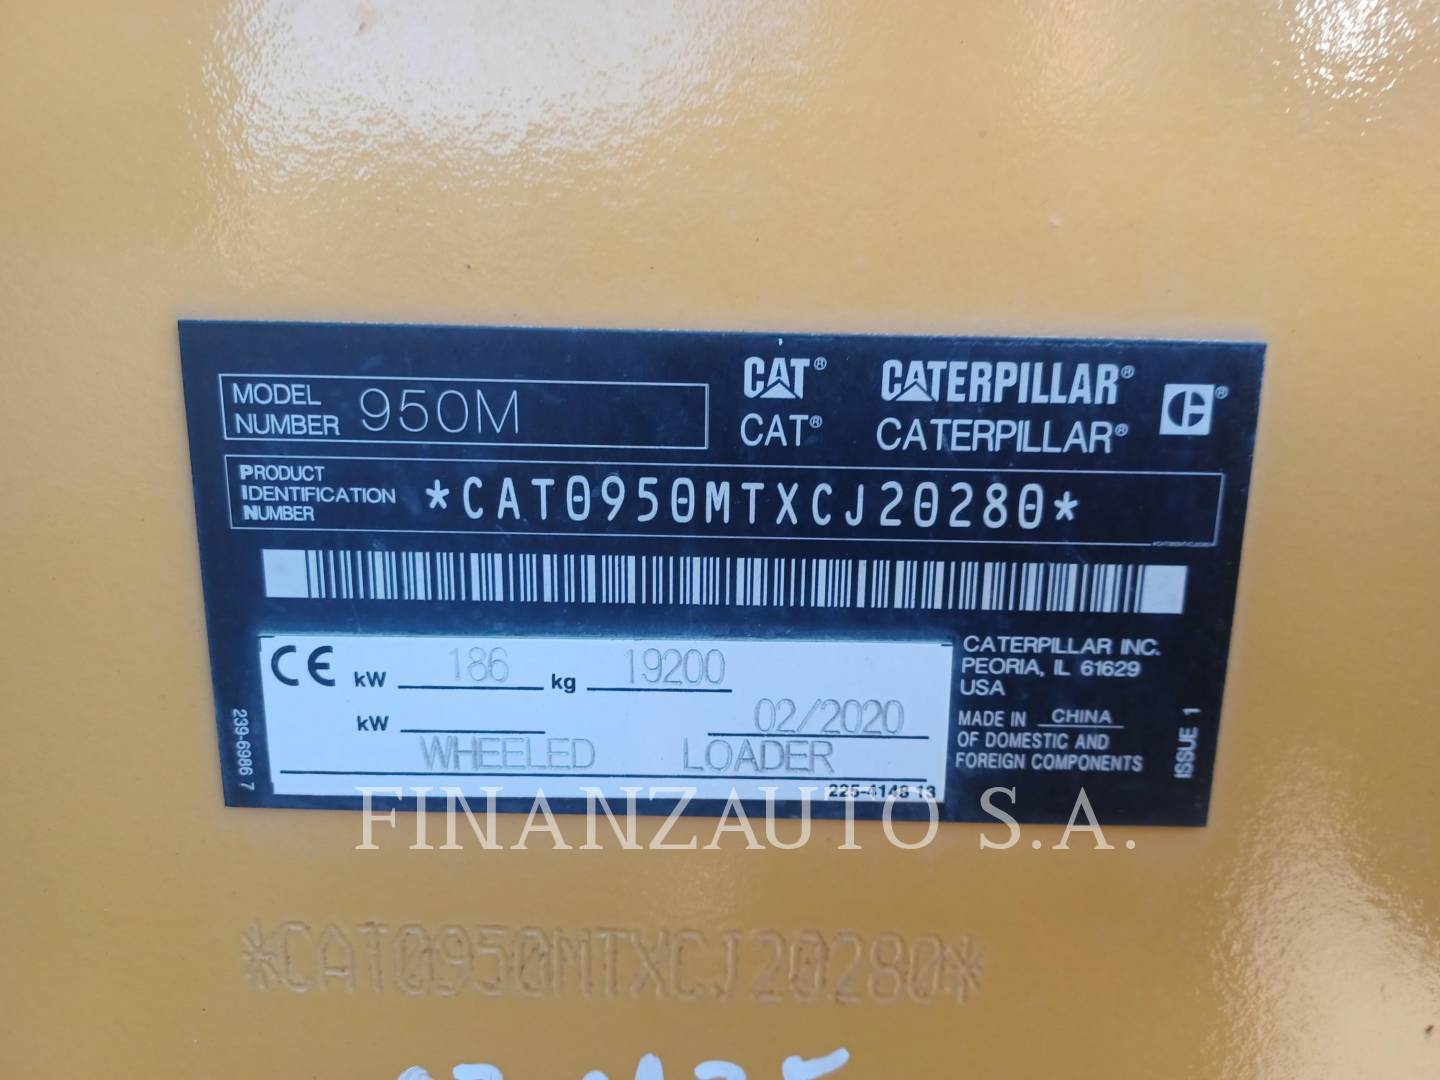 MODEL NUMBER 950M
CAT® CATERPILLAR®
CAT® CATERPILLAR®
PRODUCT IDENTIFICATION NUMBER *CAT0950MTXCJ20280*
CE kW 186 kg 19200
kW 02/2020
WHEELED LOADER
225-4148 13
239-6986 7
CATERPILLAR INC.
PEORIA, IL 61629
USA
MADE IN CHINA
OF DOMESTIC AND
FOREIGN COMPONENTS
ISSUE 1
FINANZAUTO S.A.
*CAT0950MTXCJ20280*